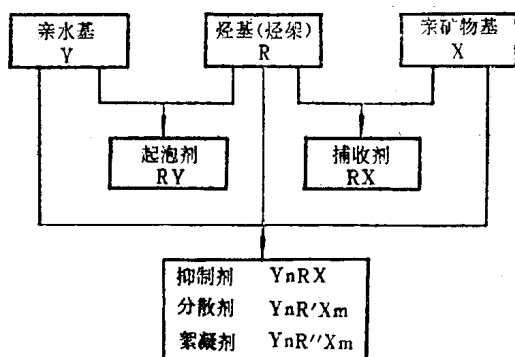 亲水基
Y
烃基(烃架)
R
亲矿物基
X
起泡剂
RY
捕收剂
RX
抑制剂 YnRX
分散剂 YnR'Xm
絮凝剂 YnR''Xm